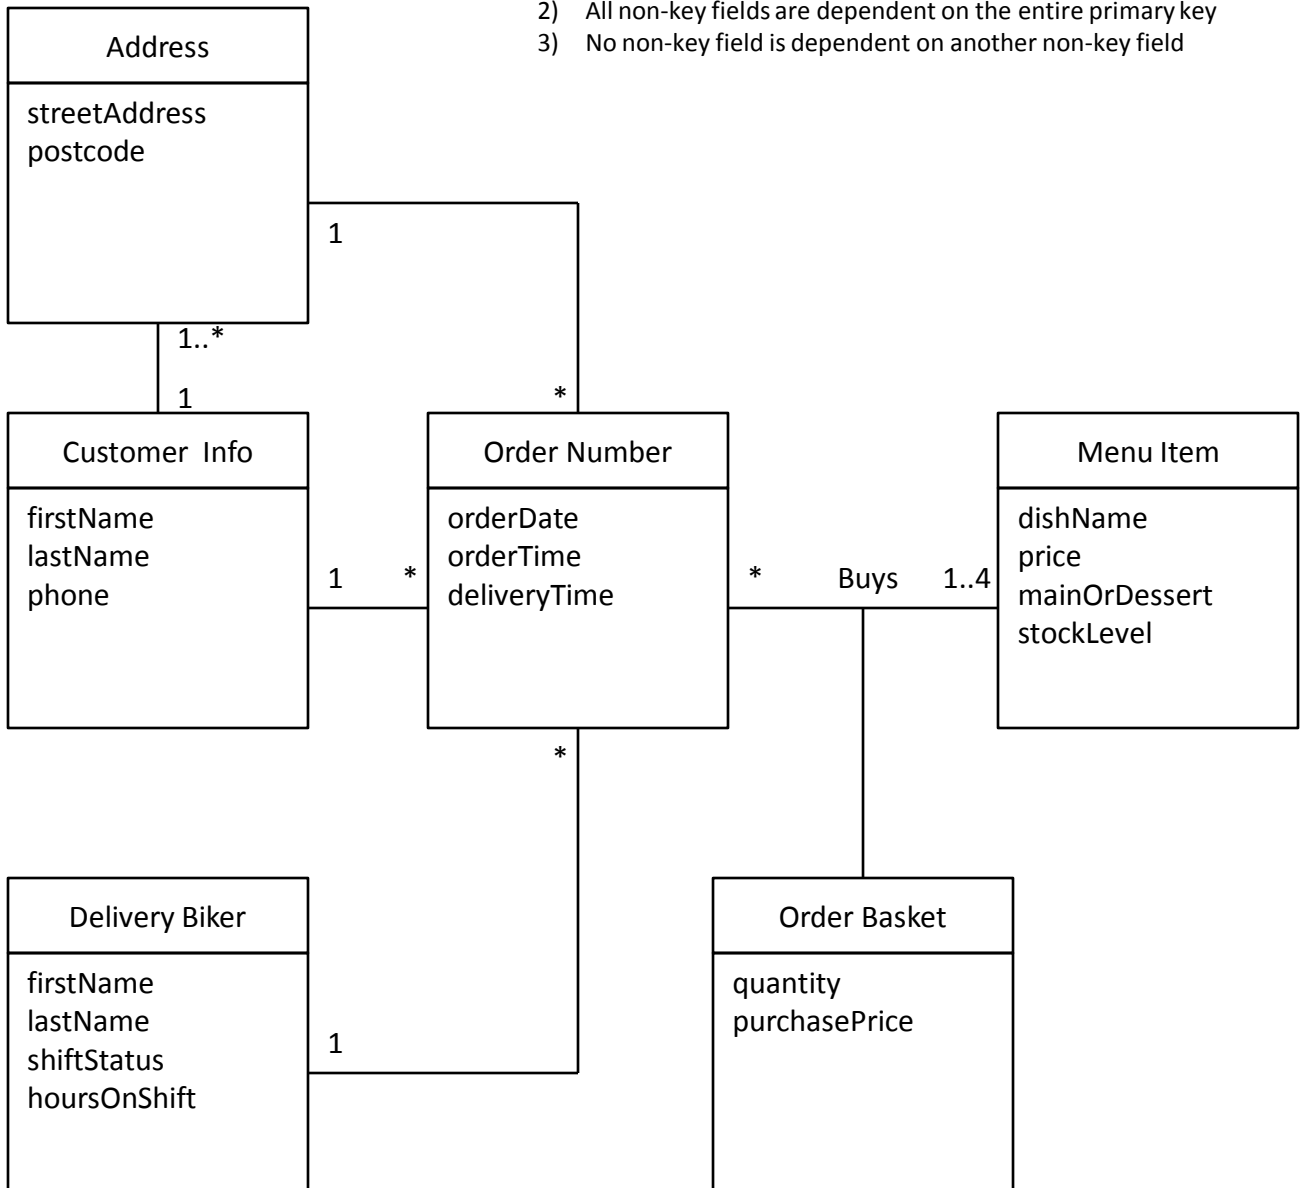 2) All non-key fields are dependent on the entire primary key
3) No non-key field is dependent on another non-key field
Address
streetAddress
postcode
1
1..*
1
*
Customer Info
Order Number
Menu Item
firstName
lastName
phone
1
*
orderDate
orderTime
deliveryTime
*
Buys
1..4
dishName
price
mainOrDessert
stockLevel
*
Delivery Biker
firstName
lastName
shiftStatus
hoursOnShift
1
Order Basket
quantity
purchasePrice